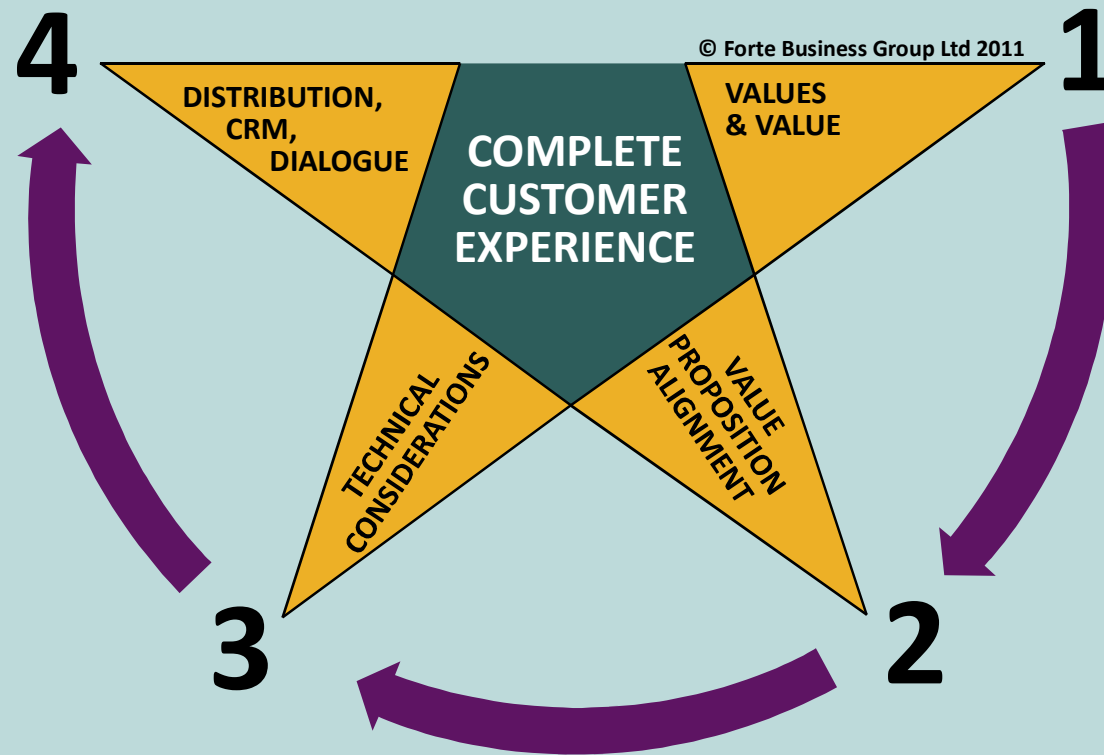 4
© Forte Business Group Ltd 2011
1
DISTRIBUTION,
CRM,
DIALOGUE
COMPLETE
CUSTOMER
EXPERIENCE
VALUES
& VALUE
TECHNICAL
CONSIDERATIONS
VALUE
PROPOSITION
ALIGNMENT
3
2